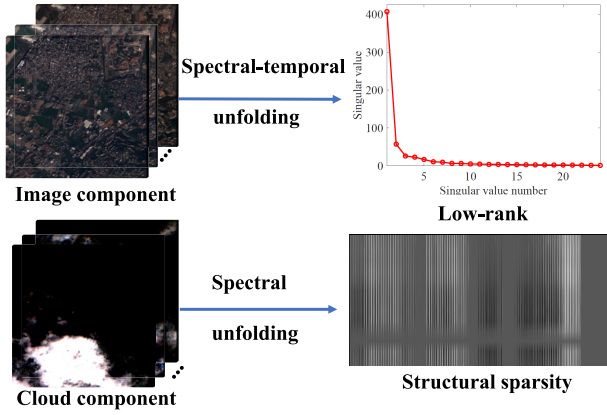 Spectral-temporal
unfolding
Image component
400
300
200
100
0
Singular value
5
10
15
20
Singular value number
Low-rank
Spectral
unfolding
Cloud component
Structural sparsity